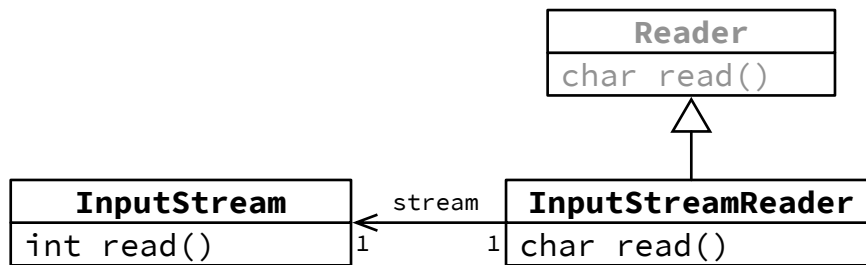 Reader
char read()
InputStream
int read()
stream
1
1
InputStreamReader
char read()